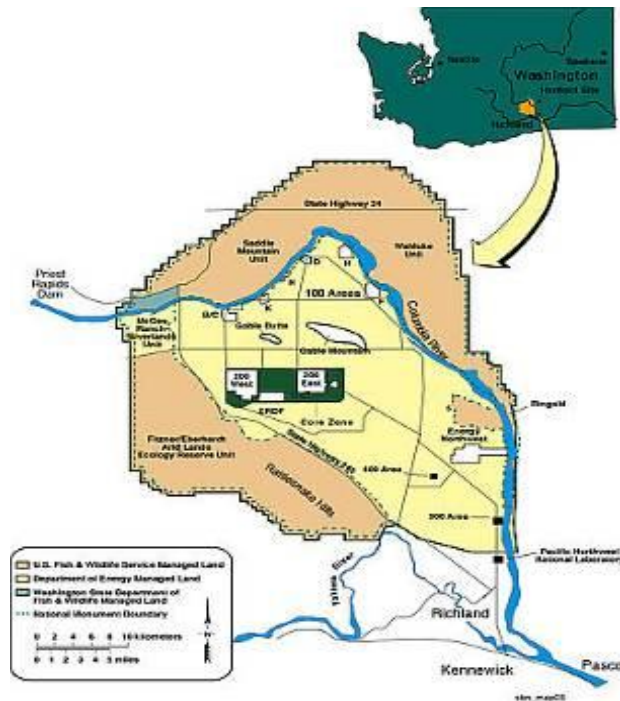 Seattle
Spokane
Washington
Hanford Site
Richland
State Highway 24
Saddle
Mountain
Unit
Wahluke
Unit
Priest
Rapids
Dam
D
H
N
100 Areas
K
F
B/C
McGee
Ranch-
Riverlands
Unit
Gable Butte
Columbia River
Gable Mountain
200
West
200
East
Ringold
ERDF
Core Zone
Energy
Northwest
Fitzner/Eberhardt
Arid Lands
Ecology Reserve Unit
State Highway 240
Rattlesnake Hills
400 Area
300 Area
Pacific Northwest
National Laboratory
U.S. Fish & Wildlife Service Managed Land
Department of Energy Managed Land
Washington State Department of
Fish & Wildlife Managed Land
National Monument Boundary
0 2 4 6 8 10 kilometers
0 1 2 3 4 5 miles
N
Yakima River
Richland
Kennewick
Pasco